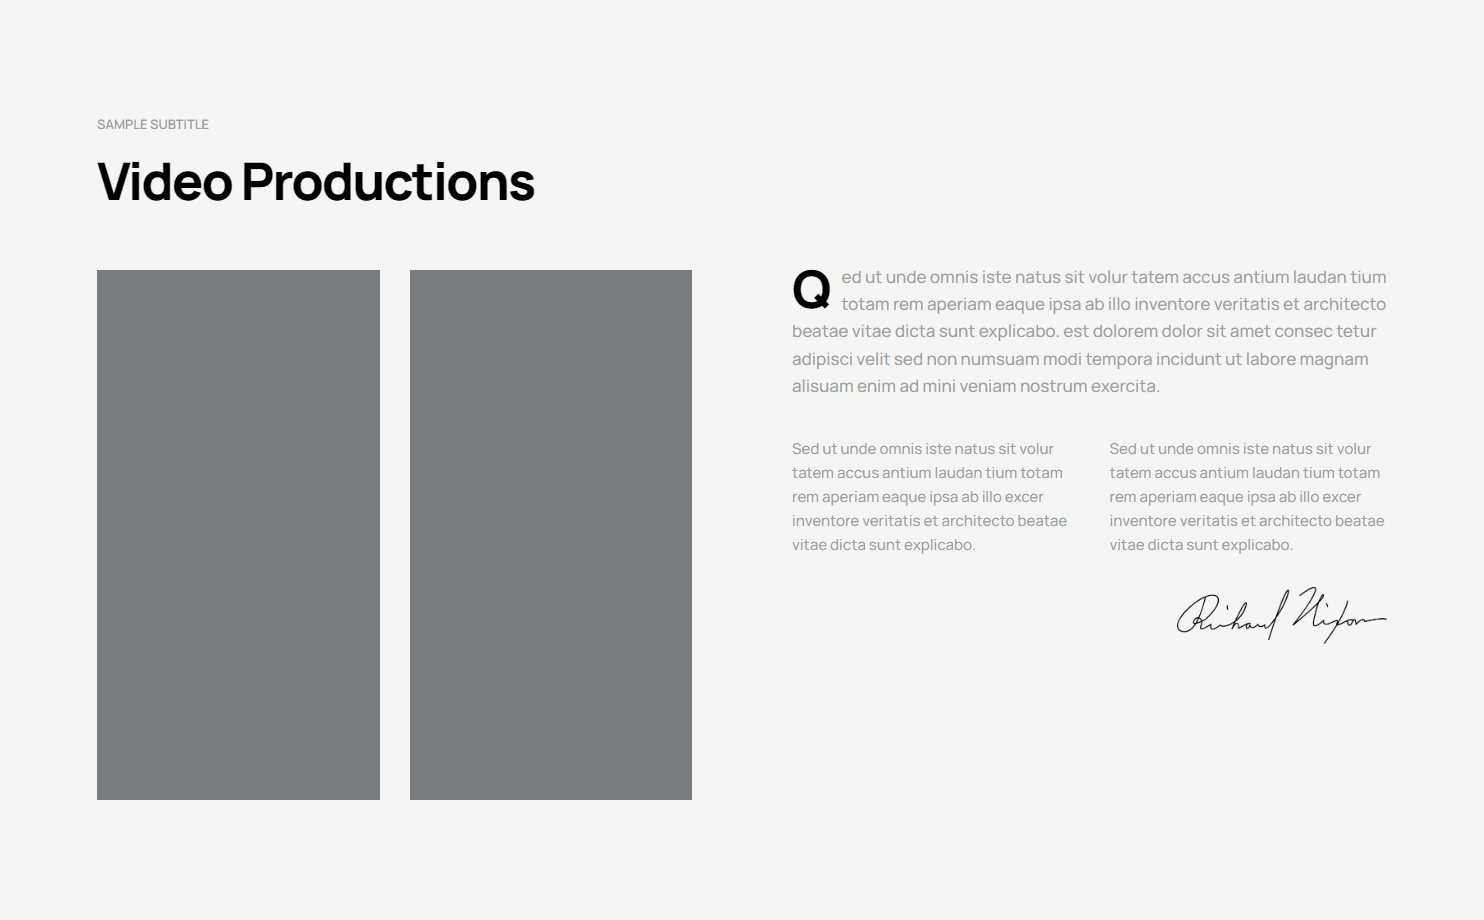 SAMPLE SUBTITLE
Video Productions
Qed ut unde omnis iste natus sit volur tatem accus antium laudan tium
totam rem aperiam eaque ipsa ab illo inventore veritatis et architecto
beatae vitae dicta sunt explicabo. est dolorem dolor sit amet consec tetur
adipisci velit sed non numsuam modi tempora incidunt ut labore magnam
alisuam enim ad mini veniam nostrum exercita.
Sed ut unde omnis iste natus sit volur
tatem accus antium laudan tium totam
rem aperiam eaque ipsa ab illo excer
inventore veritatis et architecto beatae
vitae dicta sunt explicabo.
Sed ut unde omnis iste natus sit volur
tatem accus antium laudan tium totam
rem aperiam eaque ipsa ab illo excer
inventore veritatis et architecto beatae
vitae dicta sunt explicabo.
Richard Nixon